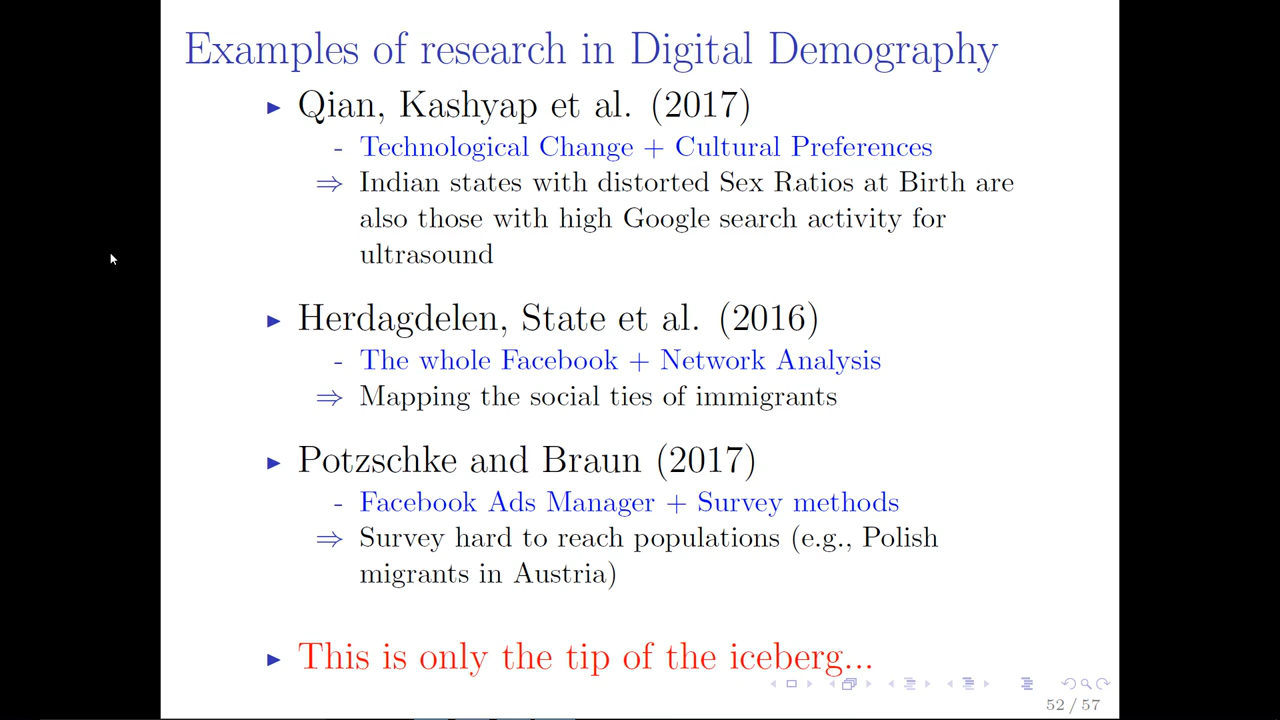 Examples of research in Digital Demography
▶ Qian, Kashyap et al. (2017)
- Technological Change + Cultural Preferences
⇒ Indian states with distorted Sex Ratios at Birth are
also those with high Google search activity for
ultrasound
▶ Herdagdelen, State et al. (2016)
- The whole Facebook + Network Analysis
⇒ Mapping the social ties of immigrants
▶ Potzschke and Braun (2017)
- Facebook Ads Manager + Survey methods
⇒ Survey hard to reach populations (e.g., Polish
migrants in Austria)
▶ This is only the tip of the iceberg...
52 / 57